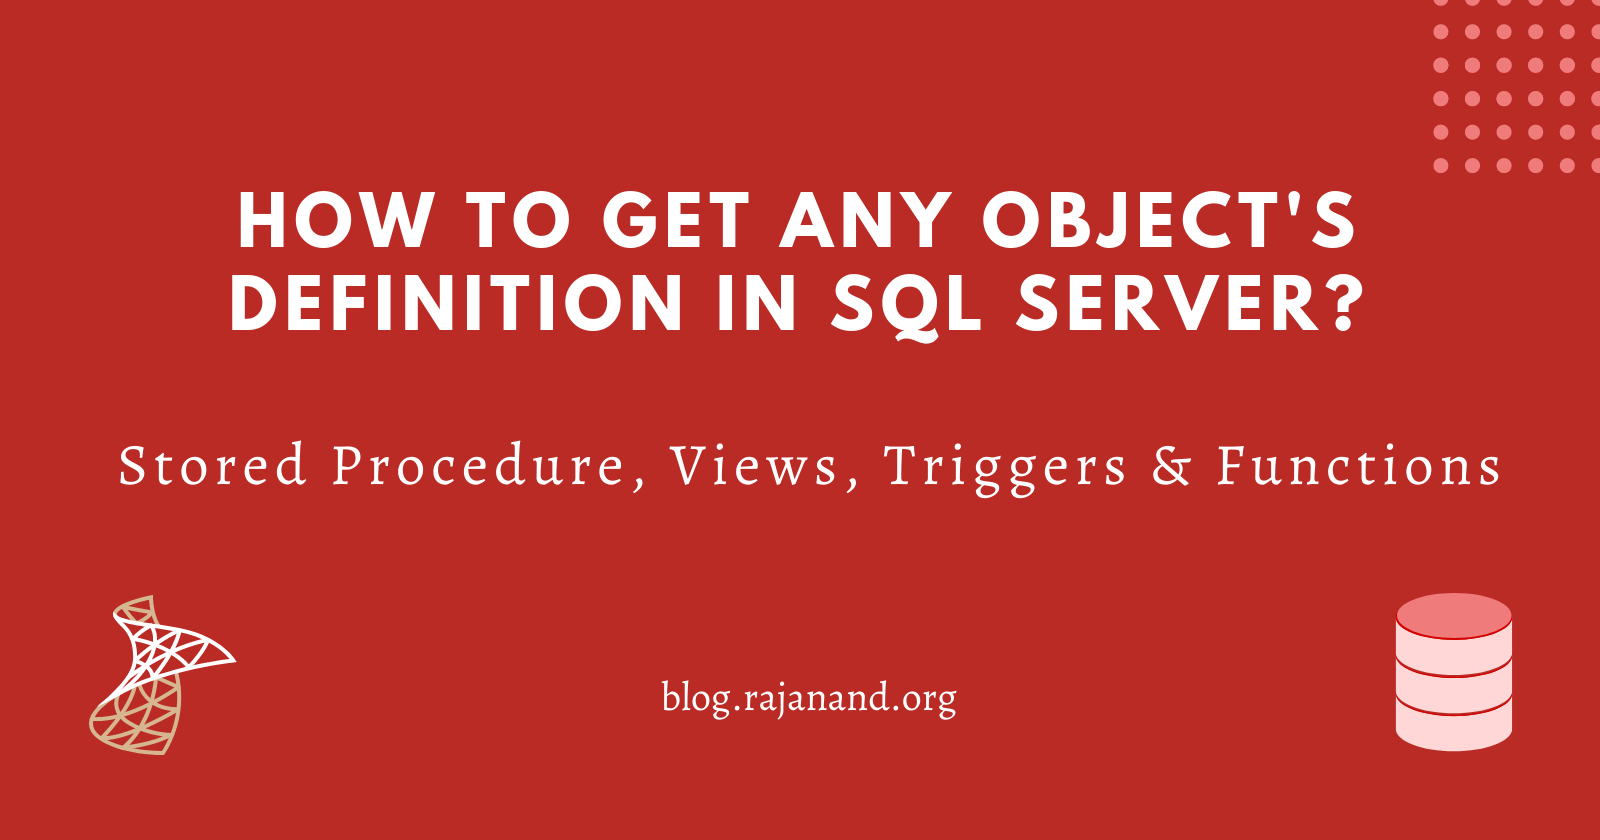 HOW TO GET ANY OBJECT'S
DEFINITION IN SQL SERVER?
Stored Procedure, Views, Triggers & Functions
blog.rajanand.org